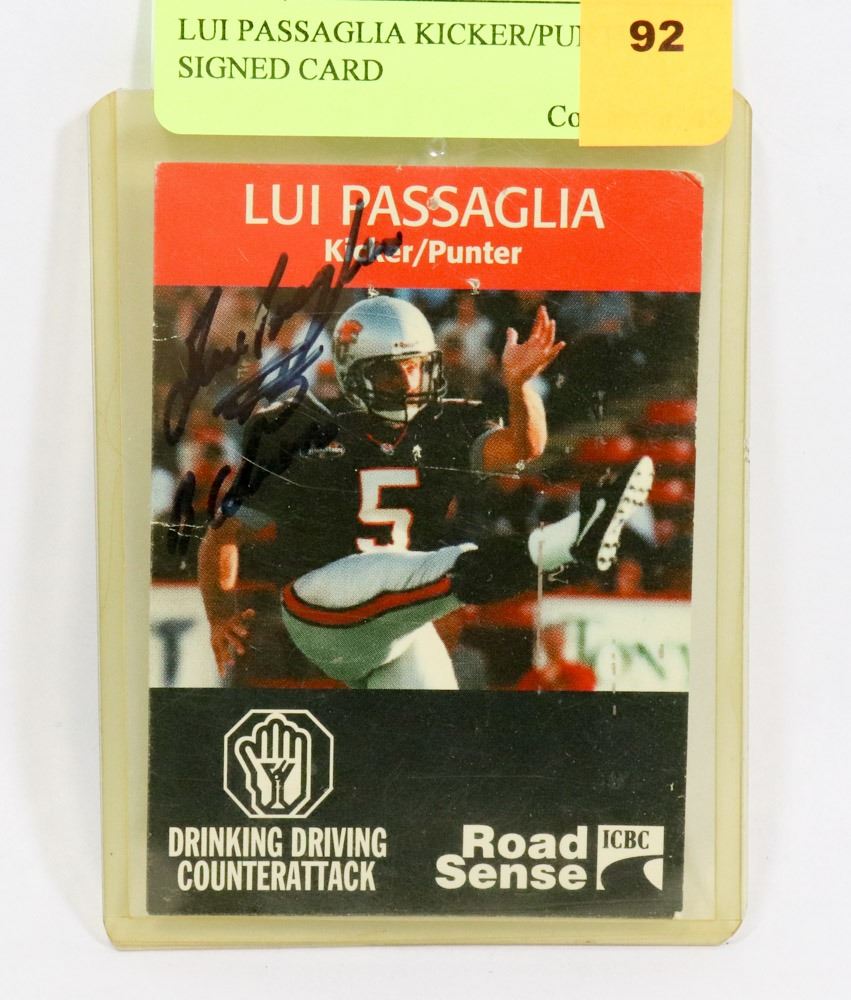 LUI PASSAGLIA KICKER/PUN
SIGNED CARD
Co
92
LUI PASSAGLIA
Kicker/Punter
5
DRINKING DRIVING
COUNTERATTACK
Road
Sense
ICBC